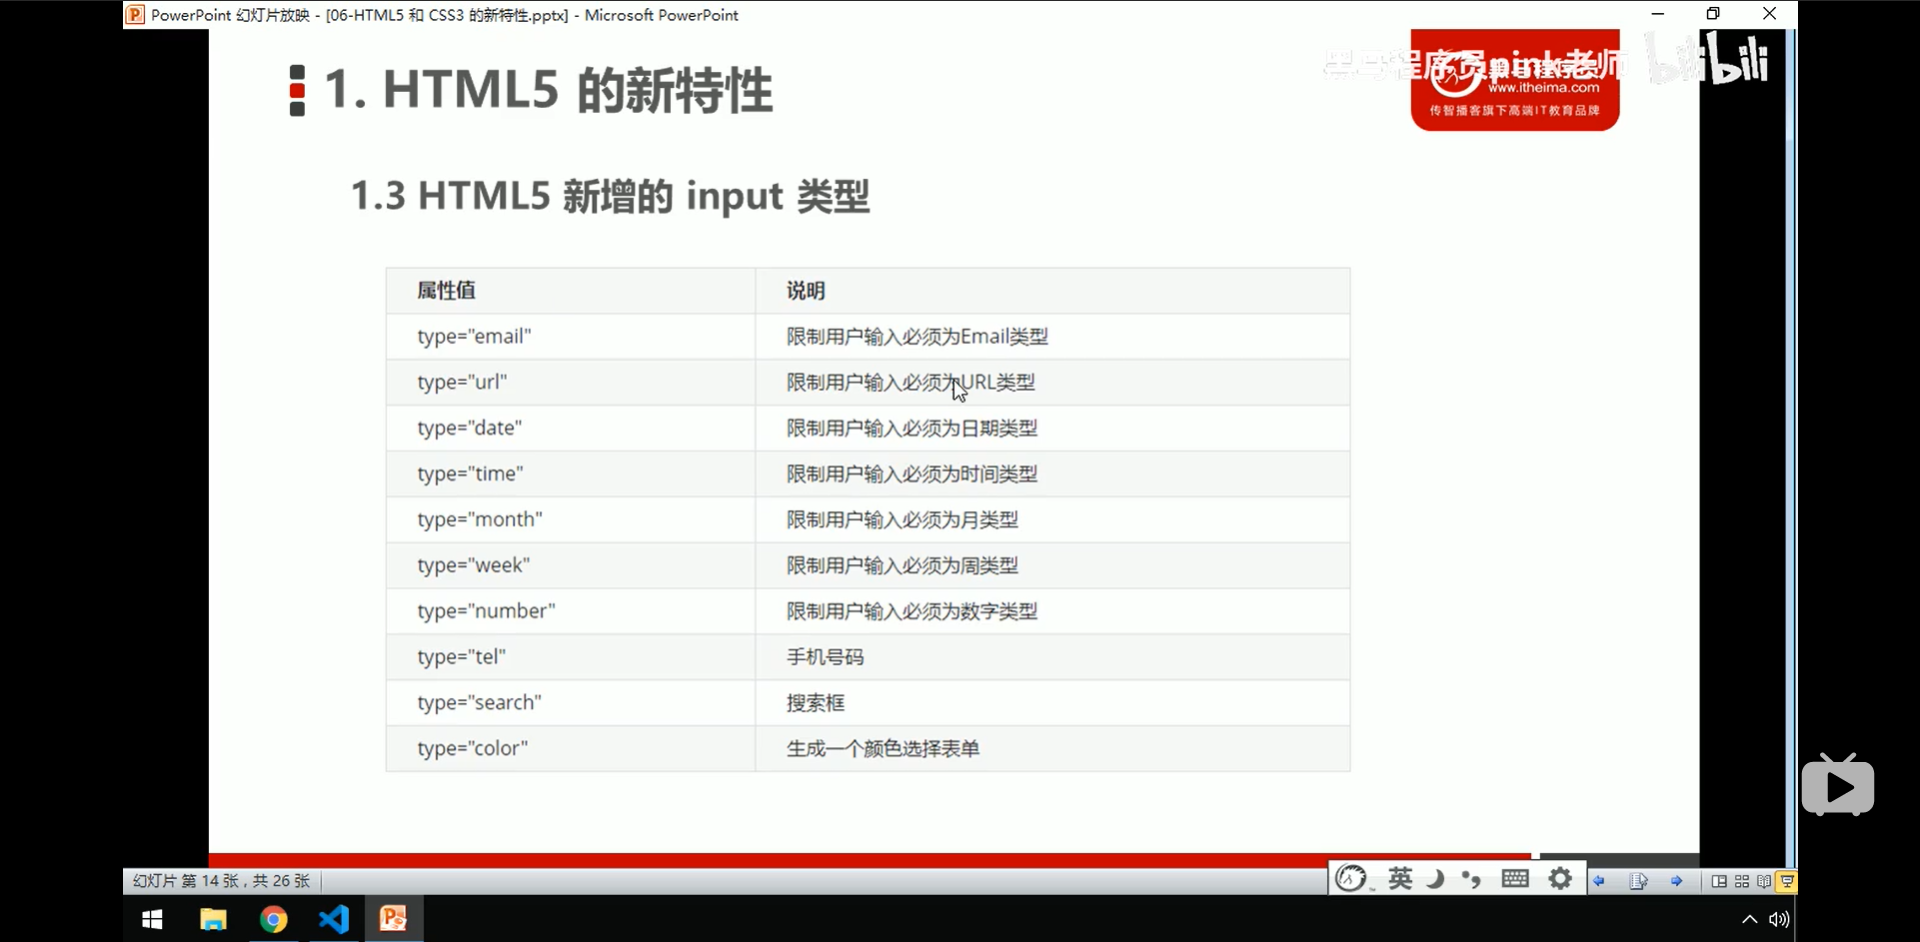 PowerPoint 幻灯片放映 - [06-HTML5 和 CSS3 的新特性.pptx] - Microsoft PowerPoint
黑马程序员pink老师 bilibili
www.itheima.com
传智播客旗下高端IT教育品牌
1. HTML5 的新特性
1.3 HTML5 新增的 input 类型
属性值 说明
type="email" 限制用户输入必须为Email类型
type="url" 限制用户输入必须为URL类型
type="date" 限制用户输入必须为日期类型
type="time" 限制用户输入必须为时间类型
type="month" 限制用户输入必须为月类型
type="week" 限制用户输入必须为周类型
type="number" 限制用户输入必须为数字类型
type="tel" 手机号码
type="search" 搜索框
type="color" 生成一个颜色选择表单
幻灯片 第 14 张 , 共 26 张
英